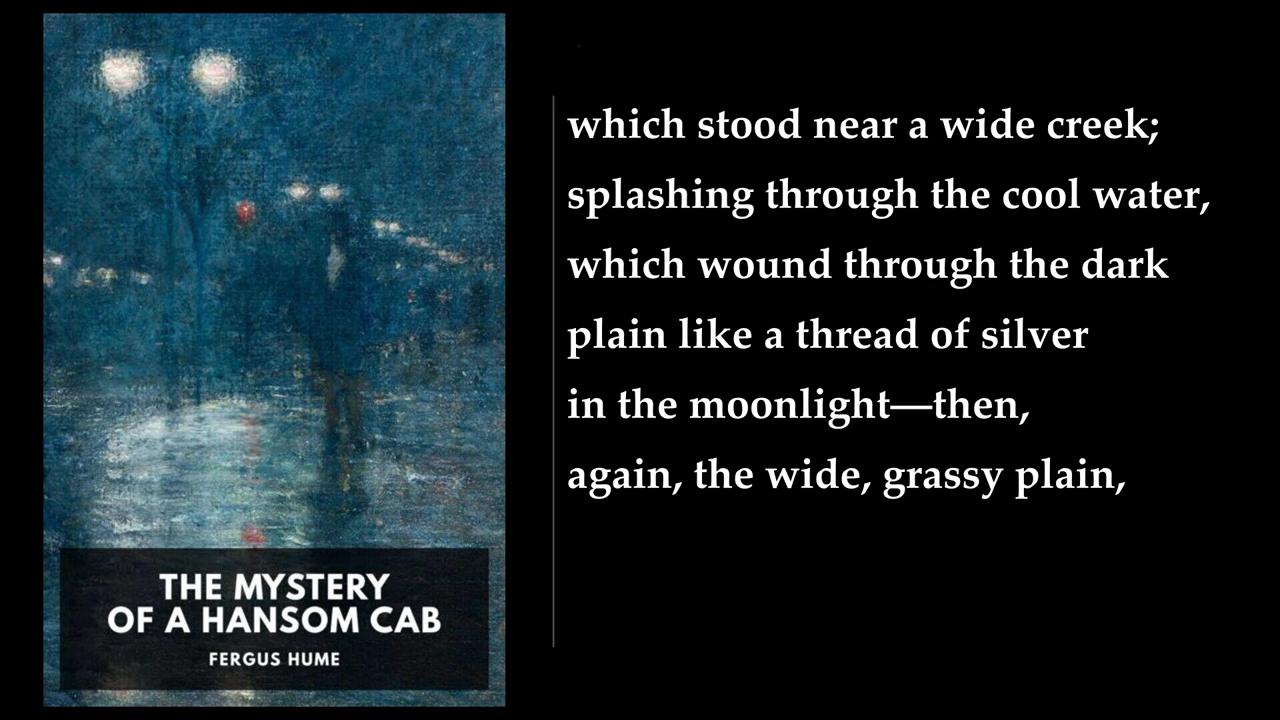 THE MYSTERY
OF A HANSOM CAB
FERGUS HUME
which stood near a wide creek;
splashing through the cool water,
which wound through the dark
plain like a thread of silver
in the moonlight—then,
again, the wide, grassy plain,